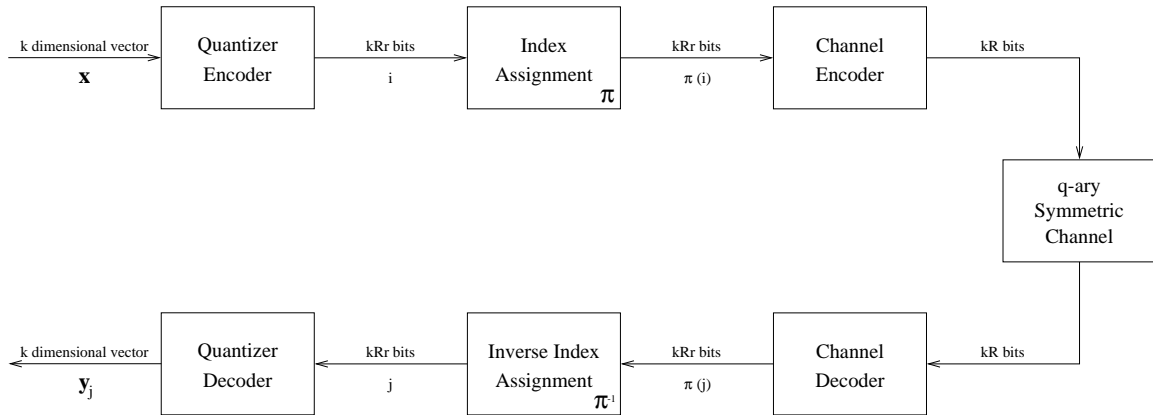 k dimensional vector
x
Quantizer
Encoder
kRr bits
i
Index
Assignment
π
kRr bits
π (i)
Channel
Encoder
kR bits
q-ary
Symmetric
Channel
k dimensional vector
y_j
Quantizer
Decoder
kRr bits
j
Inverse Index
Assignment
π⁻¹
kRr bits
π (j)
Channel
Decoder
kR bits